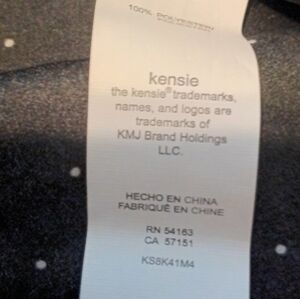 100%
kensie
the kensie® trademarks,
names, and logos are
trademarks of
KMJ Brand Holdings
LLC.
HECHO EN CHINA
FABRIQUÉ EN CHINE
RN 54163
CA 57151
KS8K41M4